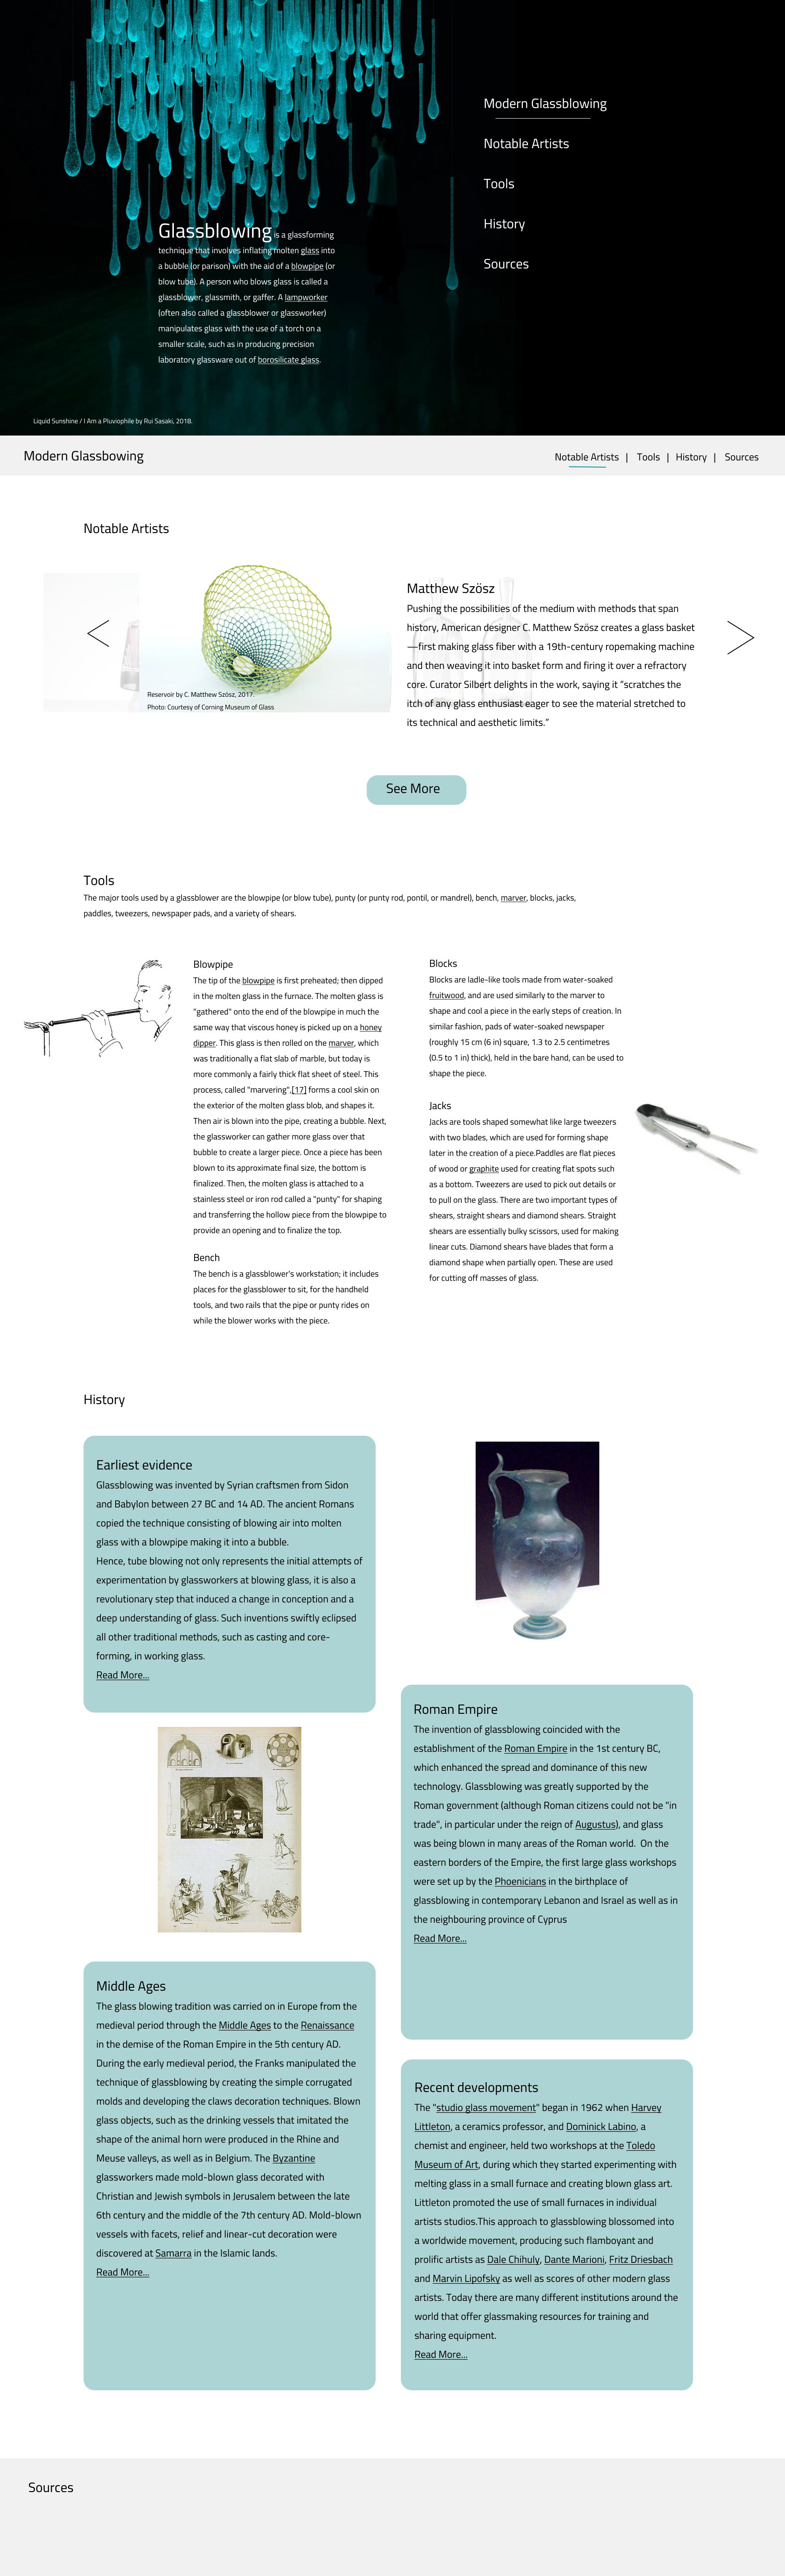 Modern Glassblowing
Notable Artists
Tools
History
Sources
Glassblowing is a glassforming
technique that involves inflating molten glass into
a bubble (or parison) with the aid of a blowpipe (or
blow tube). A person who blows glass is called a
glassblower, glassmith, or gaffer. A lampworker
(often also called a glassblower or glassworker)
manipulates glass with the use of a torch on a
smaller scale, such as in producing precision
laboratory glassware out of borosilicate glass.
Liquid Sunshine / I Am a Pluviophile by Rui Sasaki, 2018.
Modern Glassbowing
Notable Artists | Tools | History | Sources
Notable Artists
Reservoir by C. Matthew Szösz, 2017.
Photo: Courtesy of Corning Museum of Glass
Matthew Szösz
Pushing the possibilities of the medium with methods that span
history, American designer C. Matthew Szösz creates a glass basket
—first making glass fiber with a 19th-century ropemaking machine
and then weaving it into basket form and firing it over a refractory
core. Curator Silbert delights in the work, saying it “scratches the
itch of any glass enthusiast eager to see the material stretched to
its technical and aesthetic limits.”
See More
Tools
The major tools used by a glassblower are the blowpipe (or blow tube), punty (or punty rod, pontil, or mandrel), bench, marver, blocks, jacks,
paddles, tweezers, newspaper pads, and a variety of shears.
Blowpipe
The tip of the blowpipe is first preheated; then dipped
in the molten glass in the furnace. The molten glass is
"gathered" onto the end of the blowpipe in much the
same way that viscous honey is picked up on a honey
dipper. This glass is then rolled on the marver, which
was traditionally a flat slab of marble, but today is
more commonly a fairly thick flat sheet of steel. This
process, called "marvering",[17] forms a cool skin on
the exterior of the molten glass blob, and shapes it.
Then air is blown into the pipe, creating a bubble. Next,
the glassworker can gather more glass over that
bubble to create a larger piece. Once a piece has been
blown to its approximate final size, the bottom is
finalized. Then, the molten glass is attached to a
stainless steel or iron rod called a "punty" for shaping
and transferring the hollow piece from the blowpipe to
provide an opening and to finalize the top.
Bench
The bench is a glassblower's workstation; it includes
places for the glassblower to sit, for the handheld
tools, and two rails that the pipe or punty rides on
while the blower works with the piece.
Blocks
Blocks are ladle-like tools made from water-soaked
fruitwood, and are used similarly to the marver to
shape and cool a piece in the early steps of creation. In
similar fashion, pads of water-soaked newspaper
(roughly 15 cm (6 in) square, 1.3 to 2.5 centimetres
(0.5 to 1 in) thick), held in the bare hand, can be used to
shape the piece.
Jacks
Jacks are tools shaped somewhat like large tweezers
with two blades, which are used for forming shape
later in the creation of a piece.Paddles are flat pieces
of wood or graphite used for creating flat spots such
as a bottom. Tweezers are used to pick out details or
to pull on the glass. There are two important types of
shears, straight shears and diamond shears. Straight
shears are essentially bulky scissors, used for making
linear cuts. Diamond shears have blades that form a
diamond shape when partially open. These are used
for cutting off masses of glass.
History
Earliest evidence
Glassblowing was invented by Syrian craftsmen from Sidon
and Babylon between 27 BC and 14 AD. The ancient Romans
copied the technique consisting of blowing air into molten
glass with a blowpipe making it into a bubble.
Hence, tube blowing not only represents the initial attempts of
experimentation by glassworkers at blowing glass, it is also a
revolutionary step that induced a change in conception and a
deep understanding of glass. Such inventions swiftly eclipsed
all other traditional methods, such as casting and core-
forming, in working glass.
Read More...
Roman Empire
The invention of glassblowing coincided with the
establishment of the Roman Empire in the 1st century BC,
which enhanced the spread and dominance of this new
technology. Glassblowing was greatly supported by the
Roman government (although Roman citizens could not be "in
trade", in particular under the reign of Augustus), and glass
was being blown in many areas of the Roman world. On the
eastern borders of the Empire, the first large glass workshops
were set up by the Phoenicians in the birthplace of
glassblowing in contemporary Lebanon and Israel as well as in
the neighbouring province of Cyprus
Read More...
Middle Ages
The glass blowing tradition was carried on in Europe from the
medieval period through the Middle Ages to the Renaissance
in the demise of the Roman Empire in the 5th century AD.
During the early medieval period, the Franks manipulated the
technique of glassblowing by creating the simple corrugated
molds and developing the claws decoration techniques. Blown
glass objects, such as the drinking vessels that imitated the
shape of the animal horn were produced in the Rhine and
Meuse valleys, as well as in Belgium. The Byzantine
glassworkers made mold-blown glass decorated with
Christian and Jewish symbols in Jerusalem between the late
6th century and the middle of the 7th century AD. Mold-blown
vessels with facets, relief and linear-cut decoration were
discovered at Samarra in the Islamic lands.
Read More...
Recent developments
The "studio glass movement" began in 1962 when Harvey
Littleton, a ceramics professor, and Dominick Labino, a
chemist and engineer, held two workshops at the Toledo
Museum of Art, during which they started experimenting with
melting glass in a small furnace and creating blown glass art.
Littleton promoted the use of small furnaces in individual
artists studios.This approach to glassblowing blossomed into
a worldwide movement, producing such flamboyant and
prolific artists as Dale Chihuly, Dante Marioni, Fritz Driesbach
and Marvin Lipofsky as well as scores of other modern glass
artists. Today there are many different institutions around the
world that offer glassmaking resources for training and
sharing equipment.
Read More...
Sources